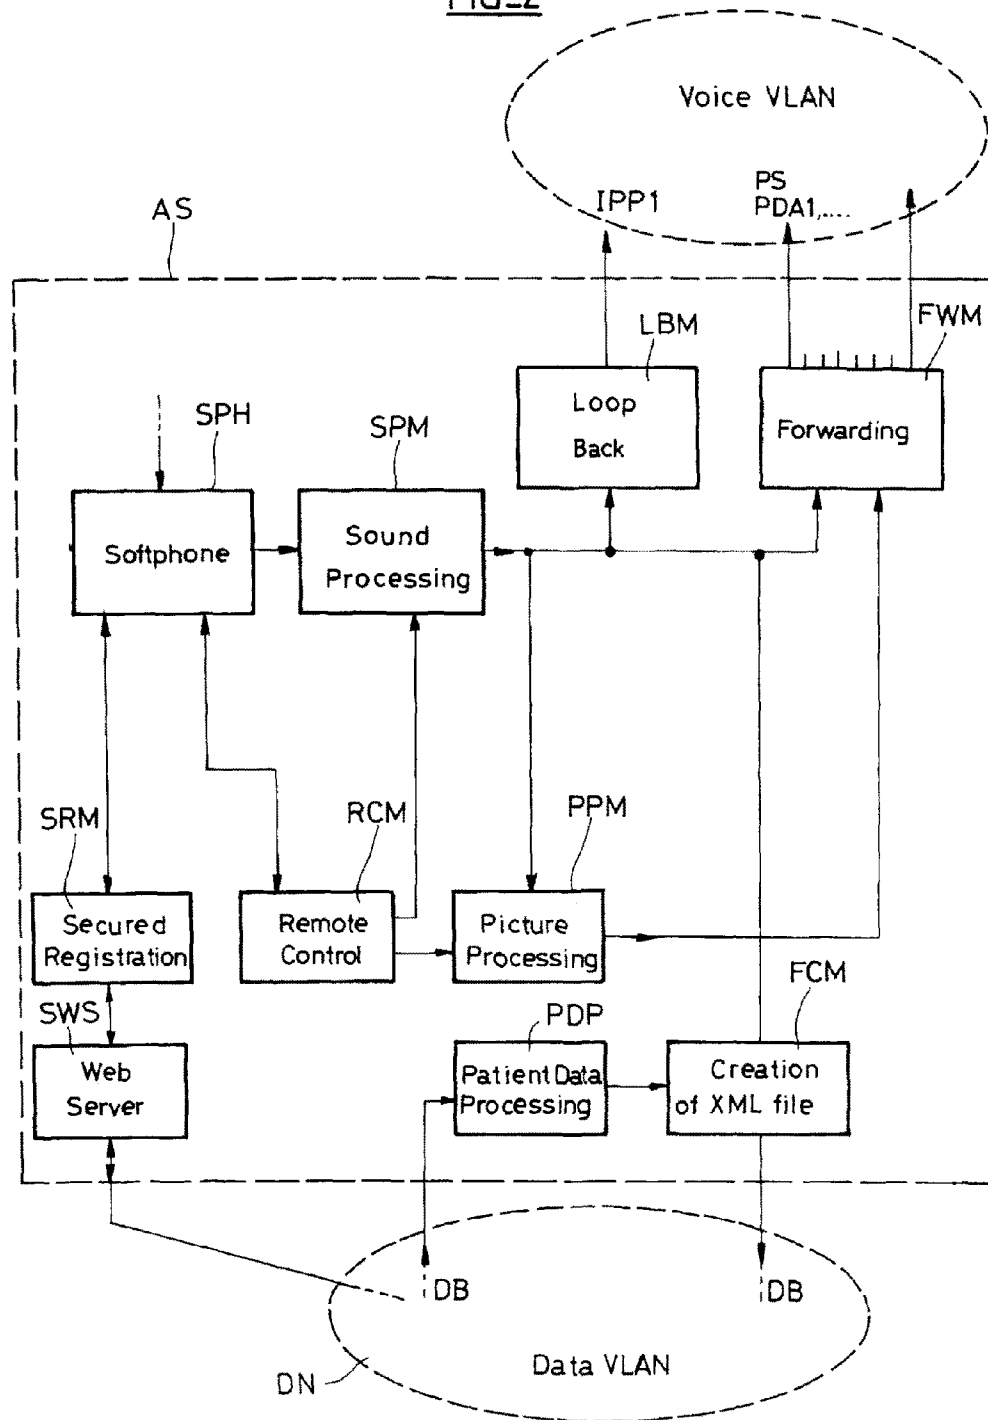 FIG_2
Voice VLAN
IPP1
PS
PDA1,....
AS
LBM
FWM
SPH
SPM
Loop
Back
Forwarding
Softphone
Sound
Processing
SRM
RCM
PPM
Secured
Registration
Remote
Control
Picture
Processing
FCM
SWS
PDP
Web
Server
Patient Data
Processing
Creation
of XML file
DB
DB
DN
Data VLAN